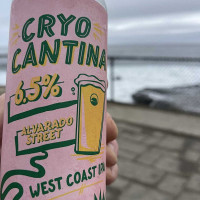 CRYO
CANTINA
6.5%
ALVARADO
STREET
WEST COAST IPA